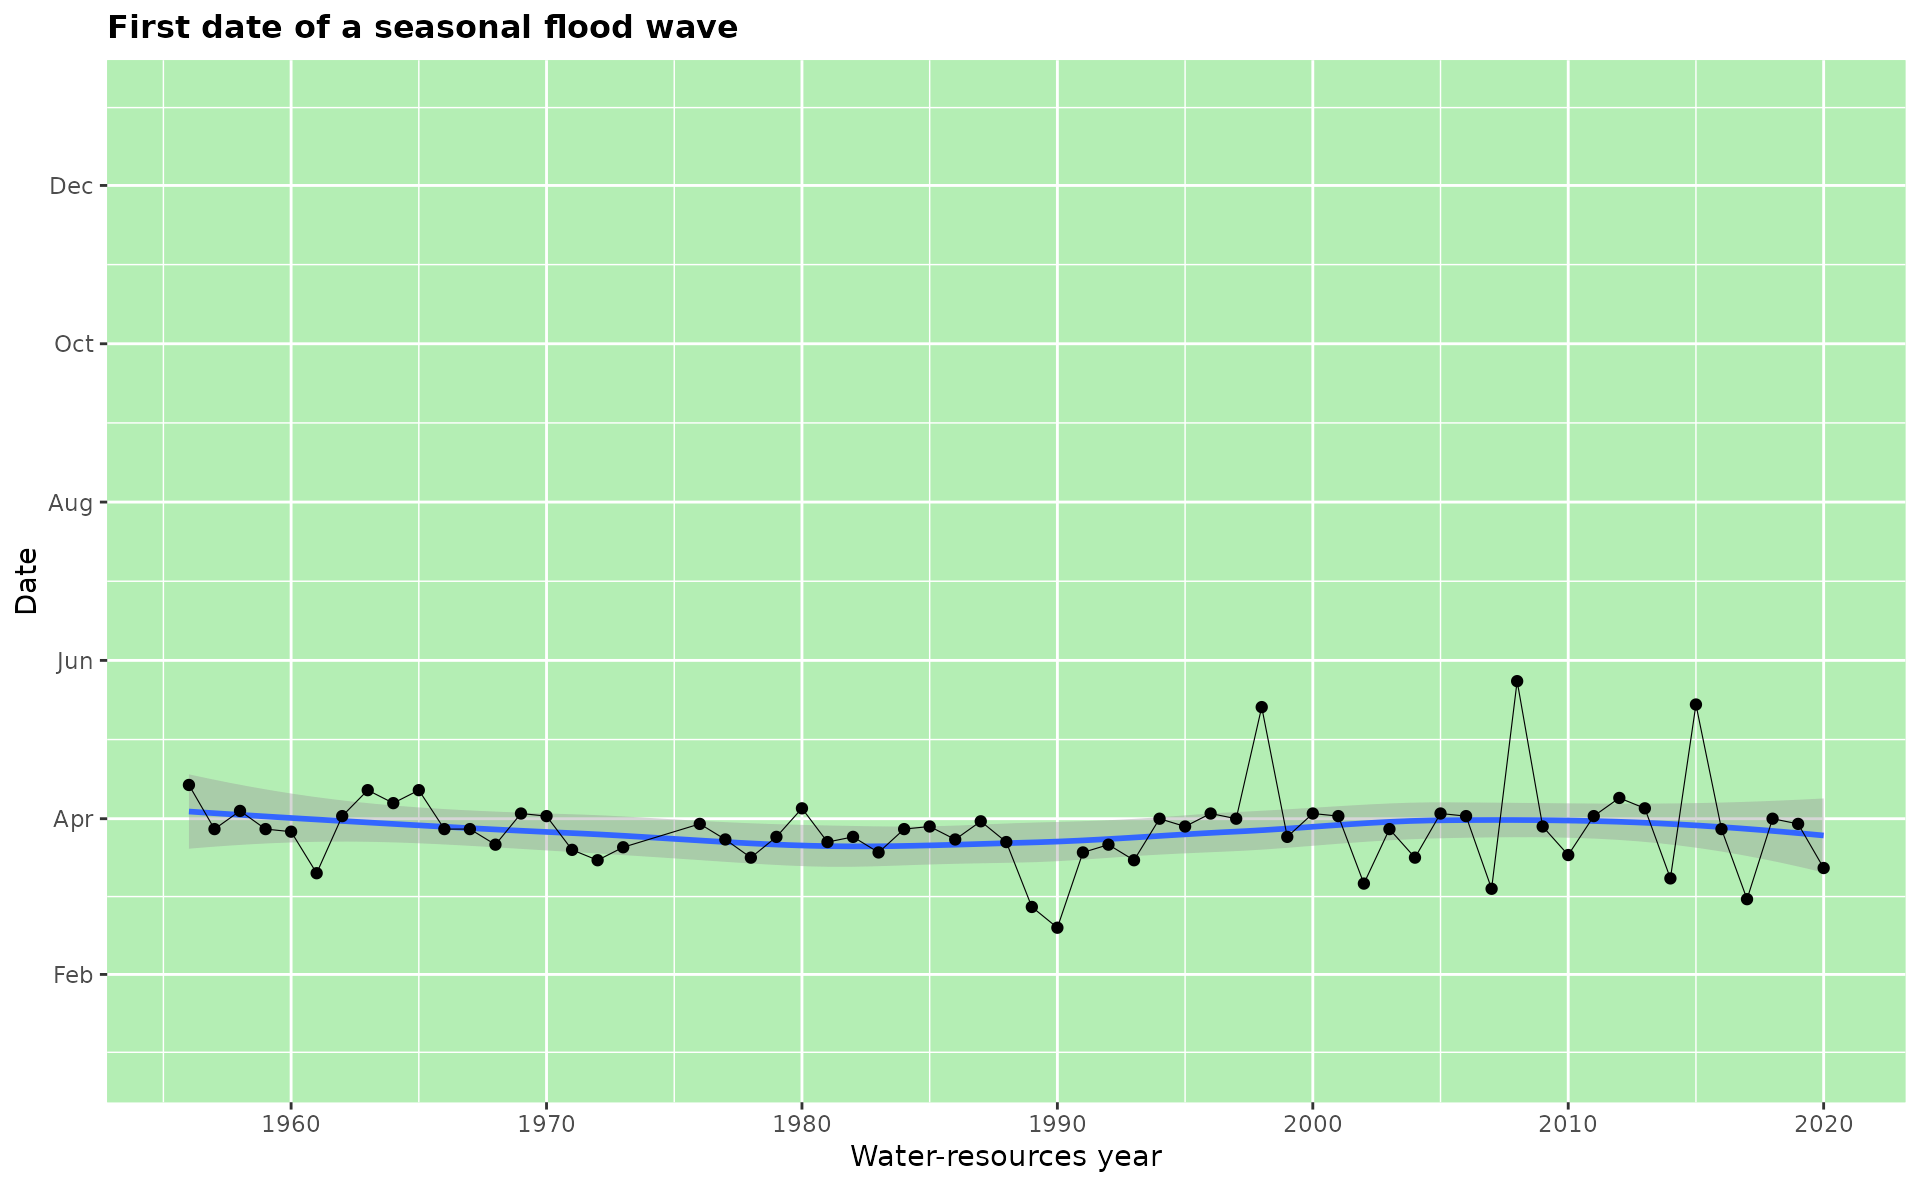 First date of a seasonal flood wave
Dec
Oct
Aug
Jun
Apr
Feb
Date
1960 1970 1980 1990 2000 2010 2020
Water-resources year